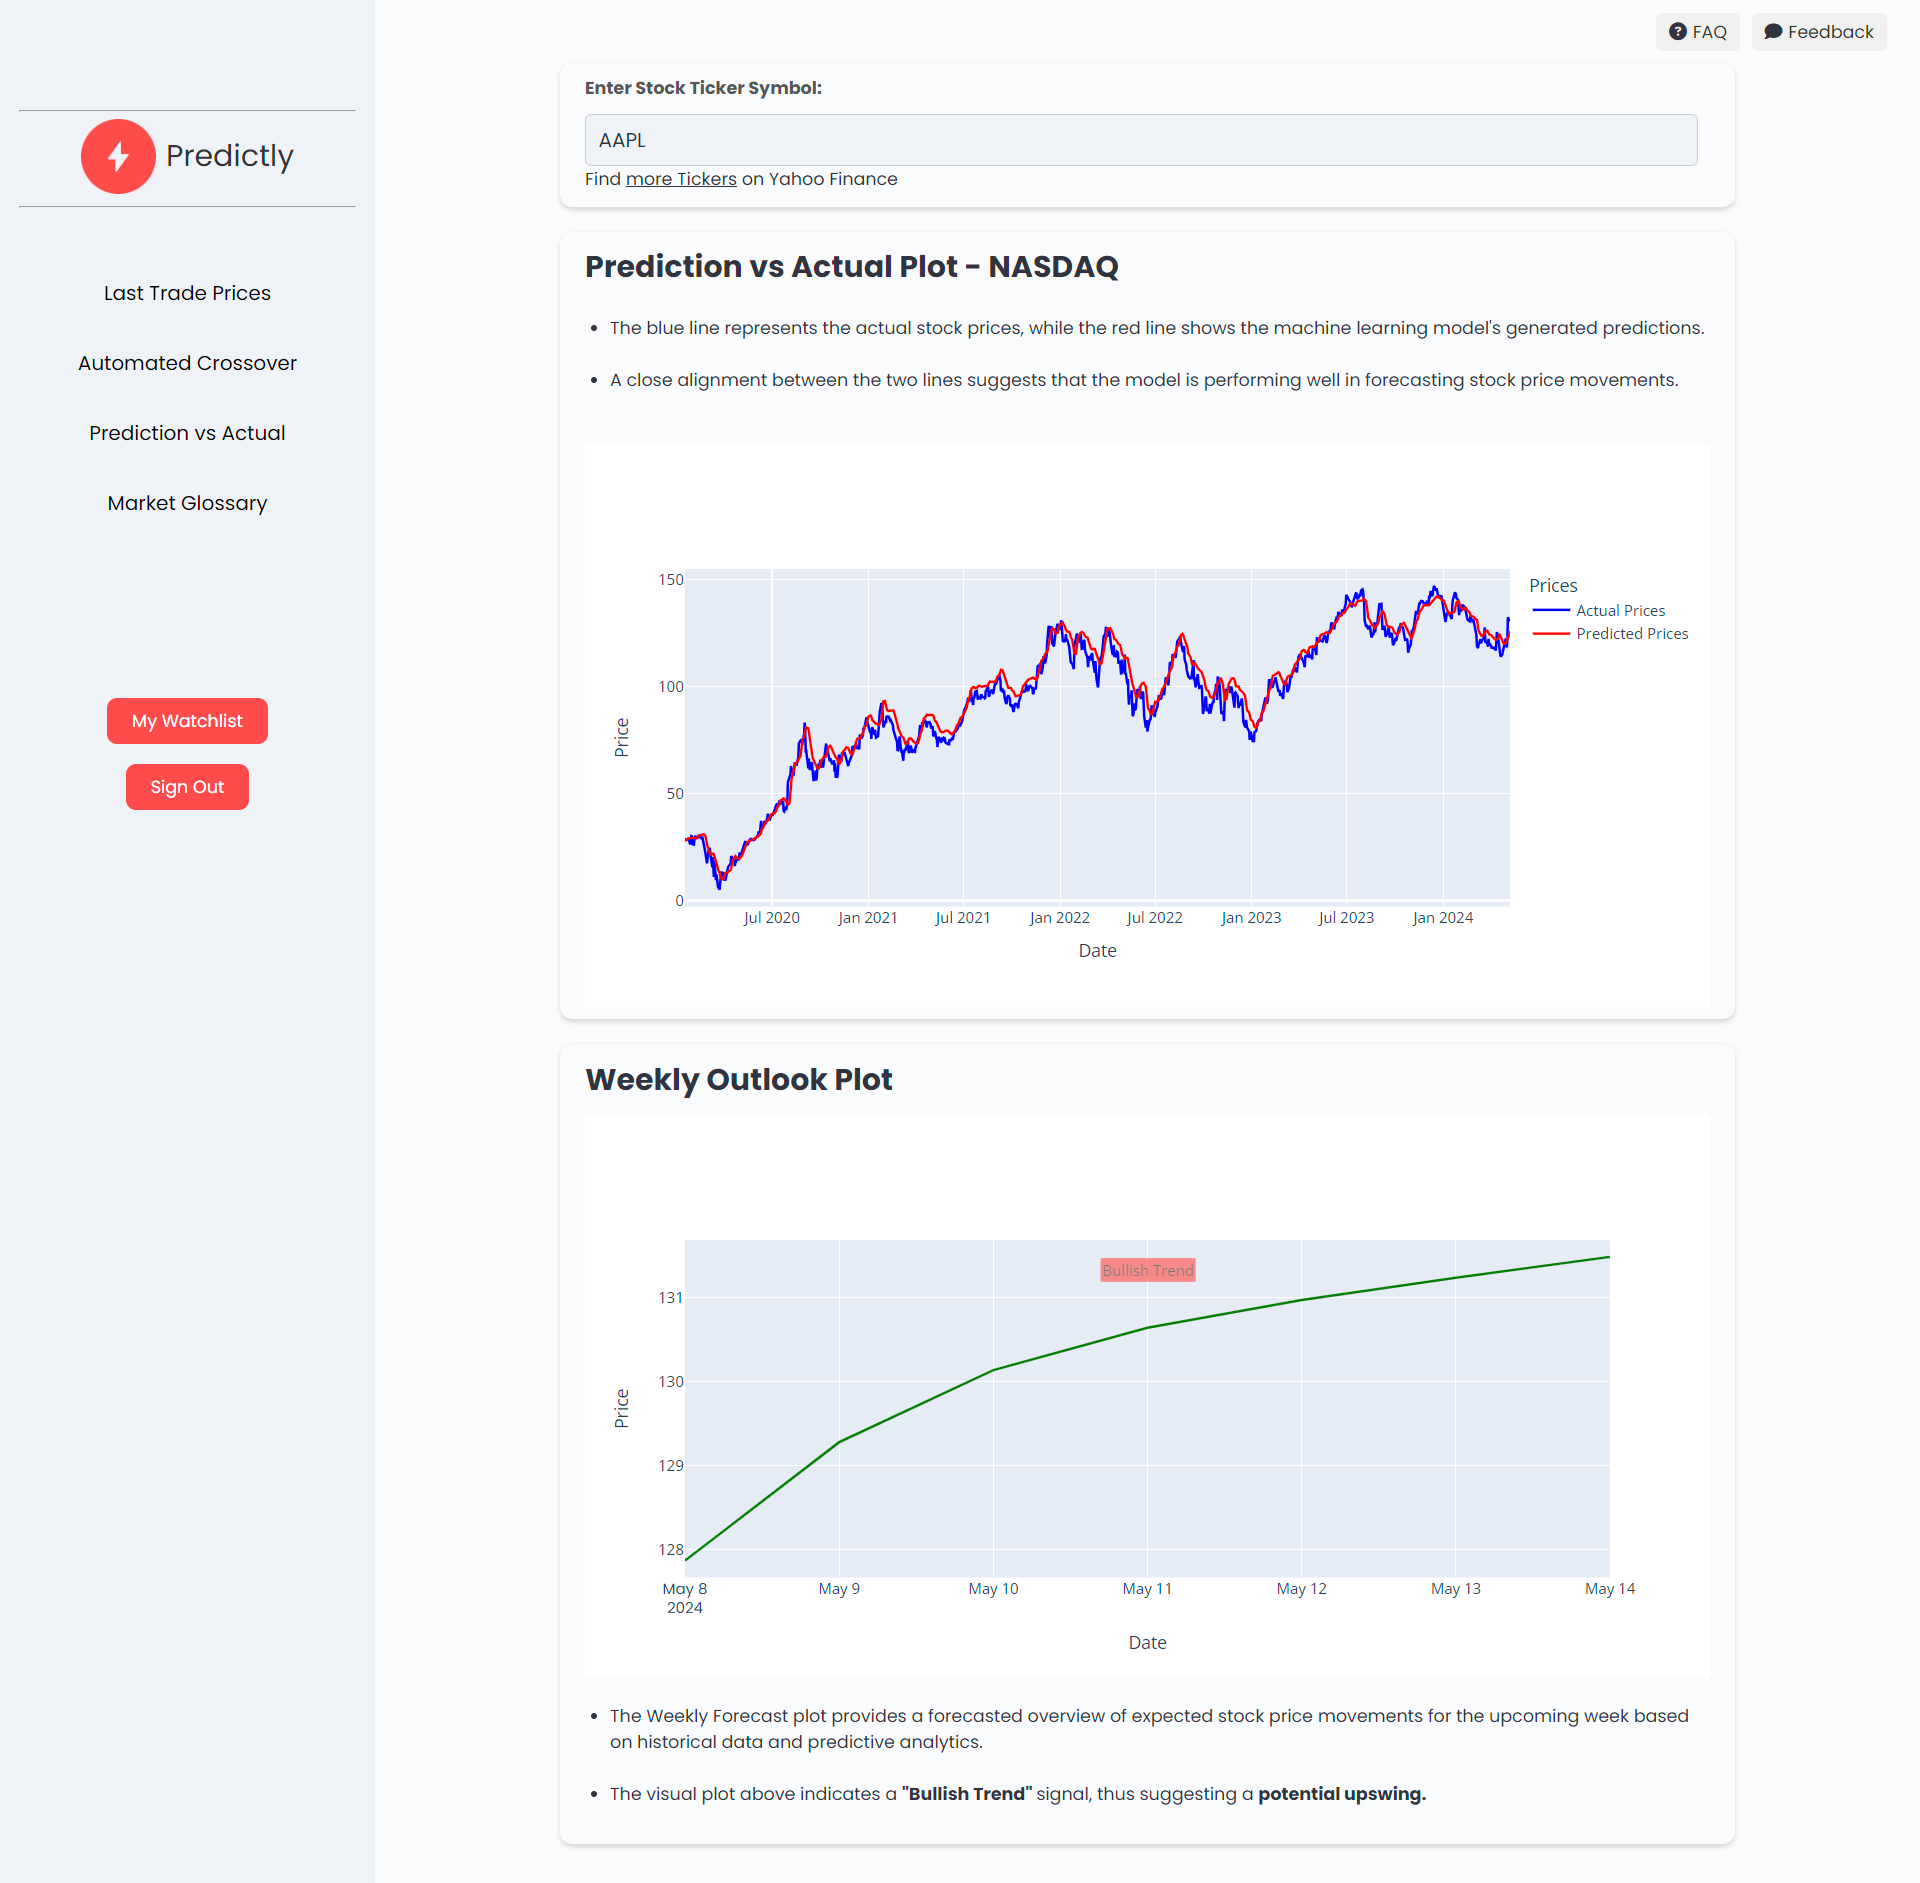 FAQ
Feedback
Predictly
Last Trade Prices
Automated Crossover
Prediction vs Actual
Market Glossary
My Watchlist
Sign Out
Enter Stock Ticker Symbol:
AAPL
Find more Tickers on Yahoo Finance
Prediction vs Actual Plot - NASDAQ
The blue line represents the actual stock prices, while the red line shows the machine learning model's generated predictions.
A close alignment between the two lines suggests that the model is performing well in forecasting stock price movements.
150
100
50
0
Price
Jul 2020
Jan 2021
Jul 2021
Jan 2022
Jul 2022
Jan 2023
Jul 2023
Jan 2024
Date
Prices
Actual Prices
Predicted Prices
Weekly Outlook Plot
Bullish Trend
131
130
129
128
Price
May 8
2024
May 9
May 10
May 11
May 12
May 13
May 14
Date
The Weekly Forecast plot provides a forecasted overview of expected stock price movements for the upcoming week based
on historical data and predictive analytics.
The visual plot above indicates a "Bullish Trend" signal, thus suggesting a potential upswing.